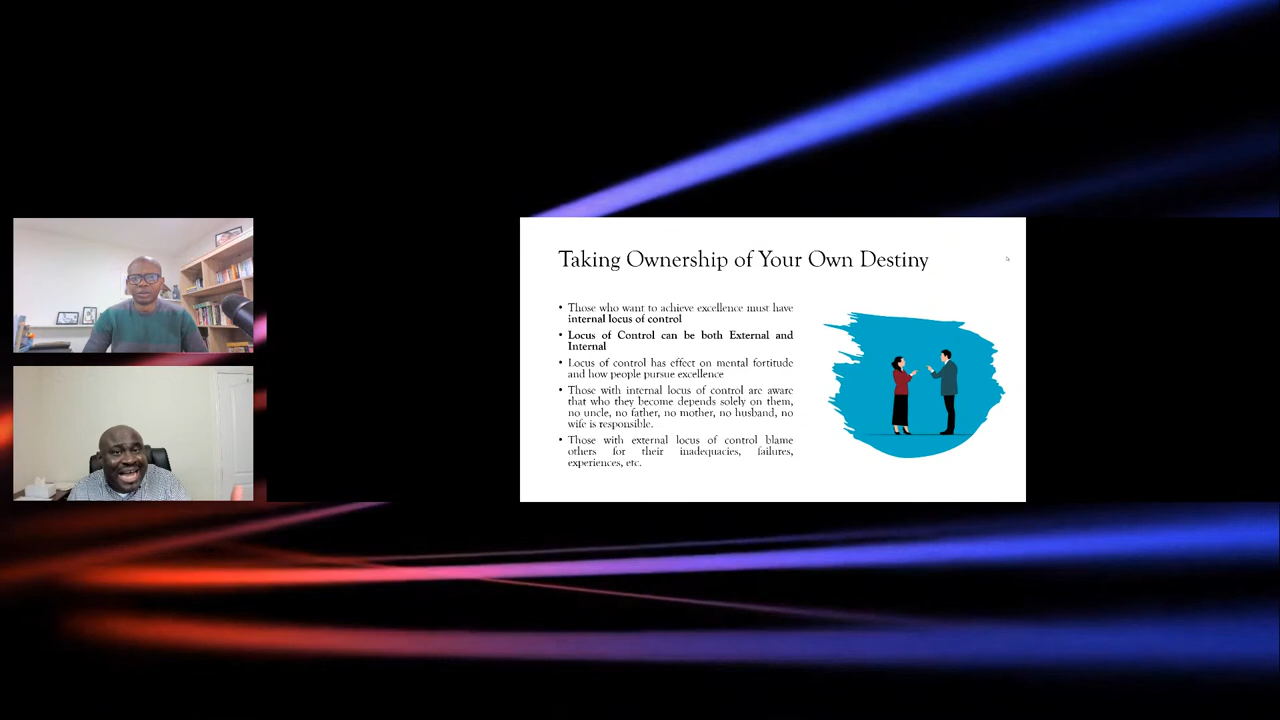 Taking Ownership of Your Own Destiny
• Those who want to achieve excellence must have
internal locus of control
• Locus of Control can be both External and
Internal
• Locus of control has effect on mental fortitude
and how people pursue excellence
• Those with internal locus of control are aware
that who they become depends solely on them,
no uncle, no father, no mother, no husband, no
wife is responsible.
• Those with external locus of control blame
others for their inadequacies, failures,
experiences, etc.